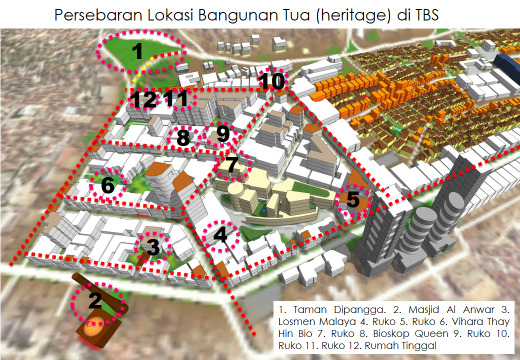 Persebaran Lokasi Bangunan Tua (heritage) di TBS
1
10
12 11
8 9
7
6
5
4
3
2
1. Taman Dipangga. 2. Masjid Al Anwar 3.
Losmen Malaya 4. Ruko 5. Ruko 6. Vihara Thay
Hin Bio 7. Ruko 8. Bioskop Queen 9. Ruko 10.
Ruko 11. Ruko 12. Rumah Tinggal